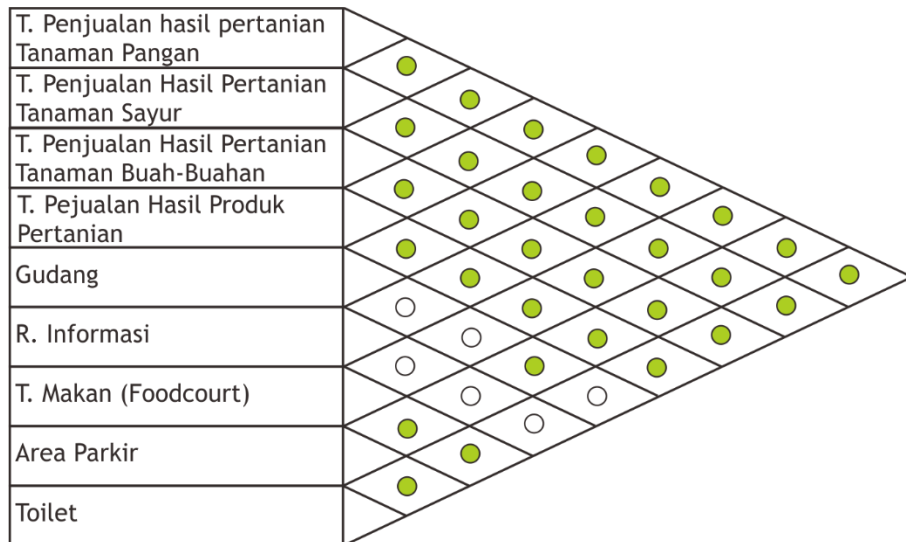 T. Penjualan hasil pertanian
Tanaman Pangan
T. Penjualan Hasil Pertanian
Tanaman Sayur
T. Penjualan Hasil Pertanian
Tanaman Buah-Buahan
T. Pejualan Hasil Produk
Pertanian
Gudang
R. Informasi
T. Makan (Foodcourt)
Area Parkir
Toilet